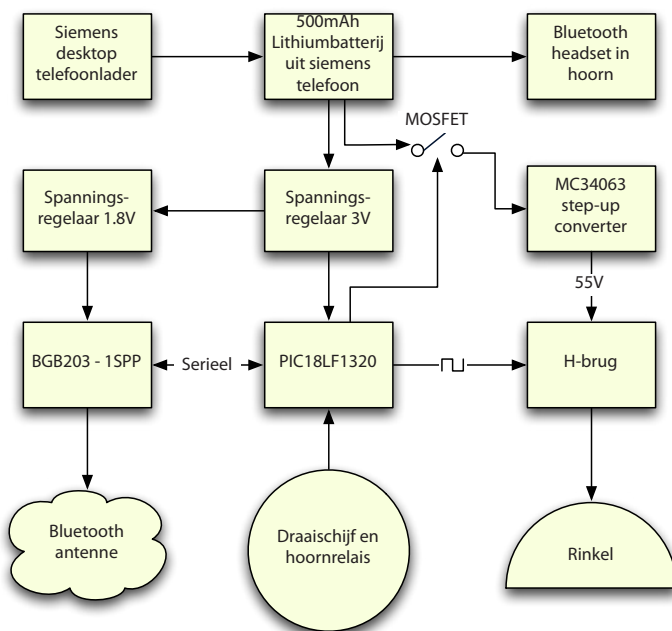 Siemens
desktop
telefoonlader
500mAh
Lithiumbatterij
uit siemens
telefoon
Bluetooth
headset in
hoorn
MOSFET
Spannings-
regelaar 1.8V
Spannings-
regelaar 3V
MC34063
step-up
converter
55V
BGB203 - 1SPP
Serieel
PIC18LF1320
H-brug
Bluetooth
antenne
Draaischijf en
hoornrelais
Rinkel